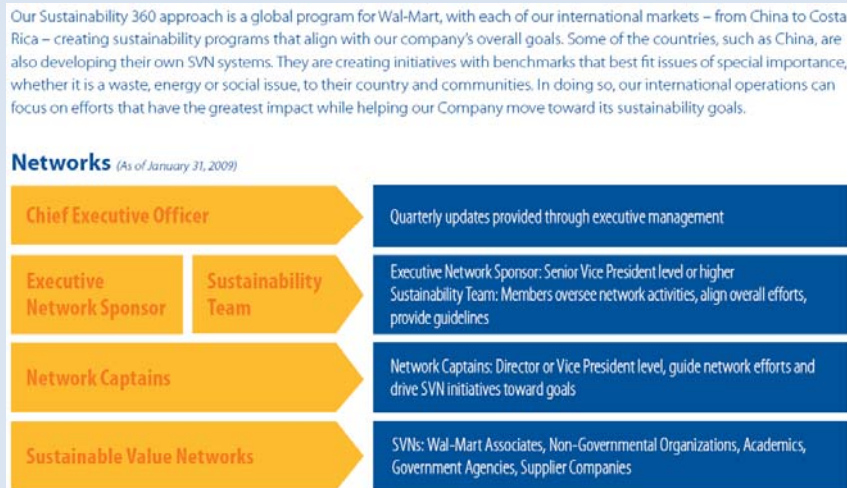 Our Sustainability 360 approach is a global program for Wal-Mart, with each of our international markets – from China to Costa
Rica – creating sustainability programs that align with our company's overall goals. Some of the countries, such as China, are
also developing their own SVN systems. They are creating initiatives with benchmarks that best fit issues of special importance,
whether it is a waste, energy or social issue, to their country and communities. In doing so, our international operations can
focus on efforts that have the greatest impact while helping our Company move toward its sustainability goals.
Networks (As of January 31, 2009)
Chief Executive Officer
Quarterly updates provided through executive management
Executive
Network Sponsor
Sustainability
Team
Executive Network Sponsor: Senior Vice President level or higher
Sustainability Team: Members oversee network activities, align overall efforts,
provide guidelines
Network Captains
Network Captains: Director or Vice President level, guide network efforts and
drive SVN initiatives toward goals
Sustainable Value Networks
SVNs: Wal-Mart Associates, Non-Governmental Organizations, Academics,
Government Agencies, Supplier Companies